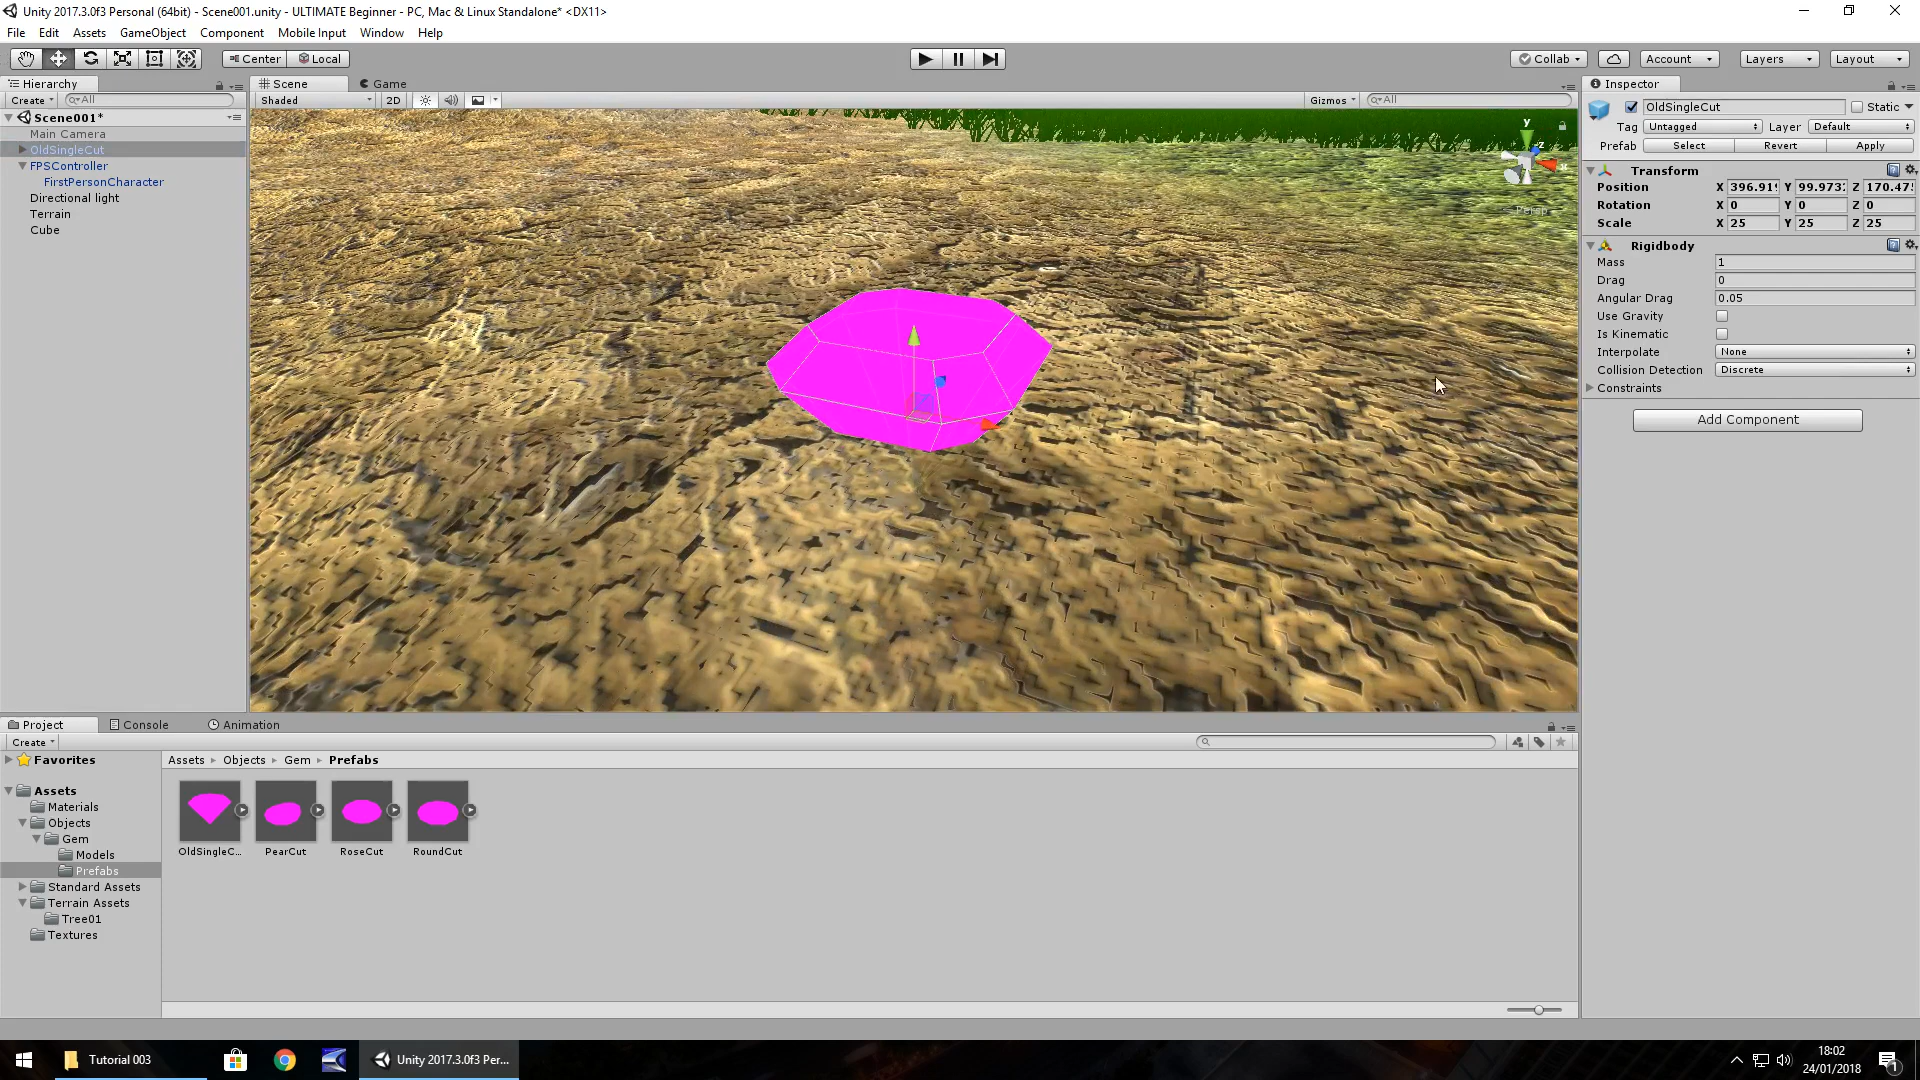 Unity 2017.3.0f3 Personal (64bit) - Scene001.unity - ULTIMATE Beginner - PC, Mac & Linux Standalone* <DX11>
File Edit Assets GameObject Component Mobile Input Window Help
Center Local Collab Account Layers Layout
Hierarchy
Create All
Scene001*
Main Camera
OldSingleCut
FPSController
FirstPersonCharacter
Directional light
Terrain
Cube
Scene Game
Shaded 2D Gizmos All
y
z
x
Persp
Inspector
OldSingleCut Static
Tag Untagged Layer Default
Prefab Select Revert Apply
Transform
Position X 396.919 Y 99.973 Z 170.47
Rotation X 0 Y 0 Z 0
Scale X 25 Y 25 Z 25
Rigidbody
Mass 1
Drag 0
Angular Drag 0.05
Use Gravity
Is Kinematic
Interpolate None
Collision Detection Discrete
Constraints
Add Component
Project Console Animation
Create
Favorites
Assets
Materials
Objects
Gem
Models
Prefabs
Standard Assets
Terrain Assets
Tree01
Textures
Assets Objects Gem Prefabs
OldSingleC... PearCut RoseCut RoundCut
Tutorial 003 Unity 2017.3.0f3 Per...
18:02
24/01/2018
1